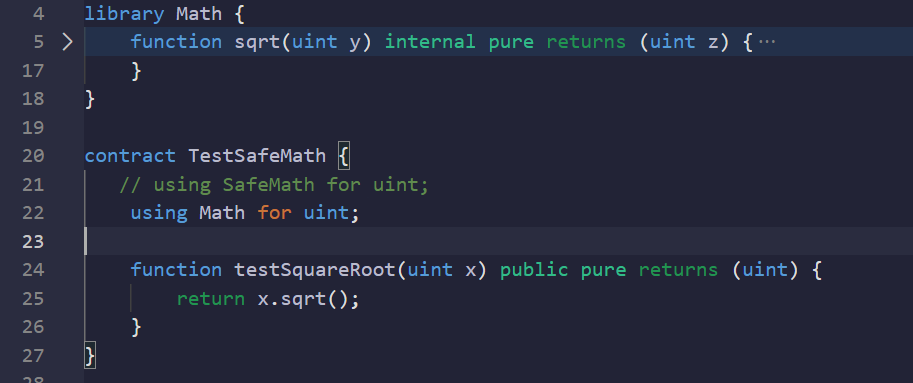 4 library Math {
5 > function sqrt(uint y) internal pure returns (uint z) {···
17 }
18 }
19
20 contract TestSafeMath {
21 // using SafeMath for uint;
22 using Math for uint;
23
24 function testSquareRoot(uint x) public pure returns (uint) {
25 return x.sqrt();
26 }
27 }
28